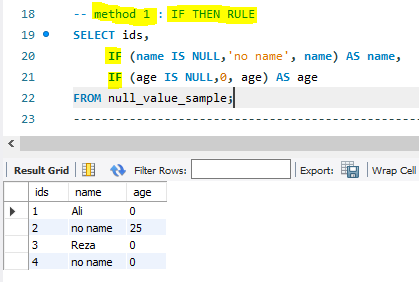 18 -- method 1 : IF THEN RULE
19 SELECT ids,
20 IF (name IS NULL,'no name', name) AS name,
21 IF (age IS NULL,0, age) AS age
22 FROM null_value_sample;
23 ------------------------------------------------
Result Grid Filter Rows: Export: Wrap Cell
ids name age
1 Ali 0
2 no name 25
3 Reza 0
4 no name 0